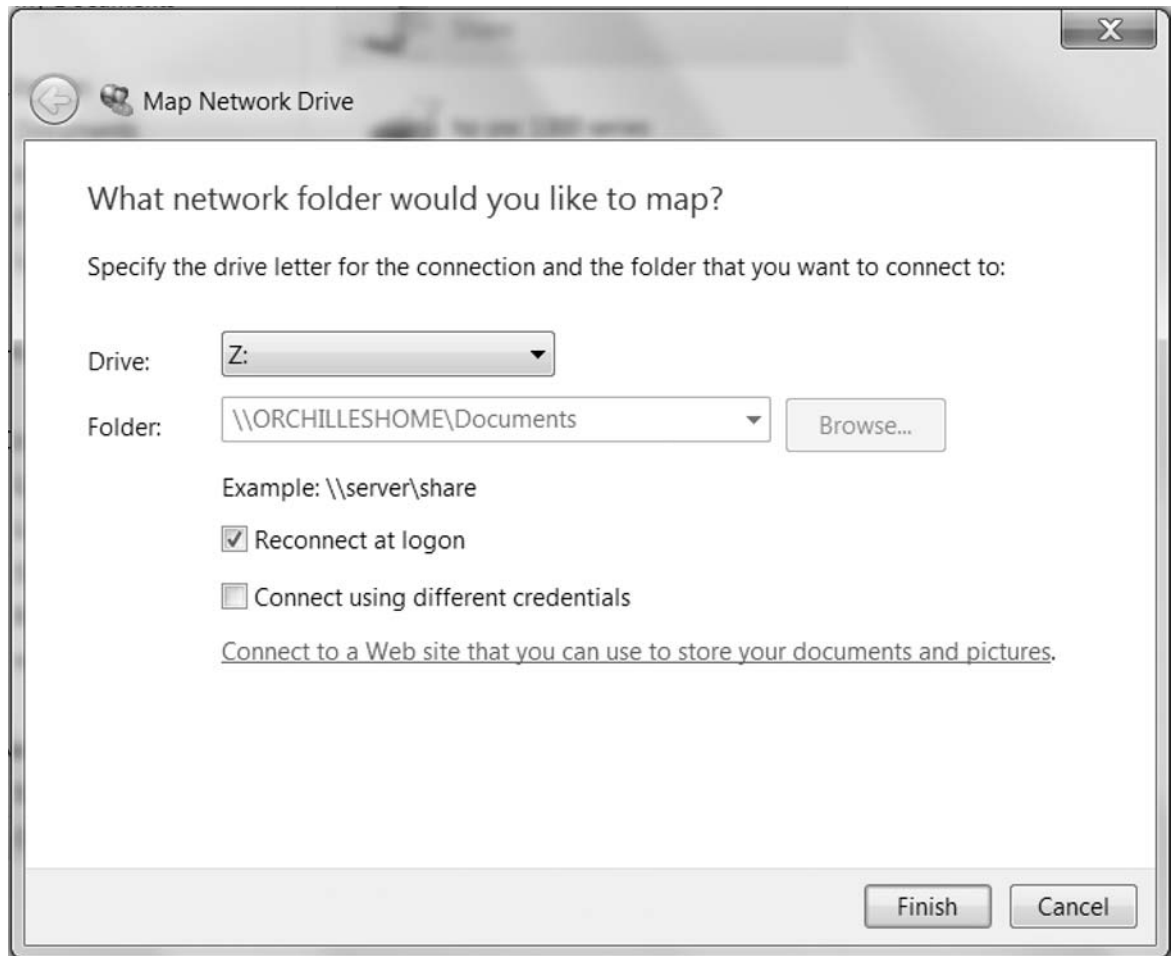 Map Network Drive
What network folder would you like to map?
Specify the drive letter for the connection and the folder that you want to connect to:
Drive: Z:
Folder: \\ORCHILLESHOME\Documents Browse...
Example: \\server\share
Reconnect at logon
Connect using different credentials
Connect to a Web site that you can use to store your documents and pictures.
Finish Cancel